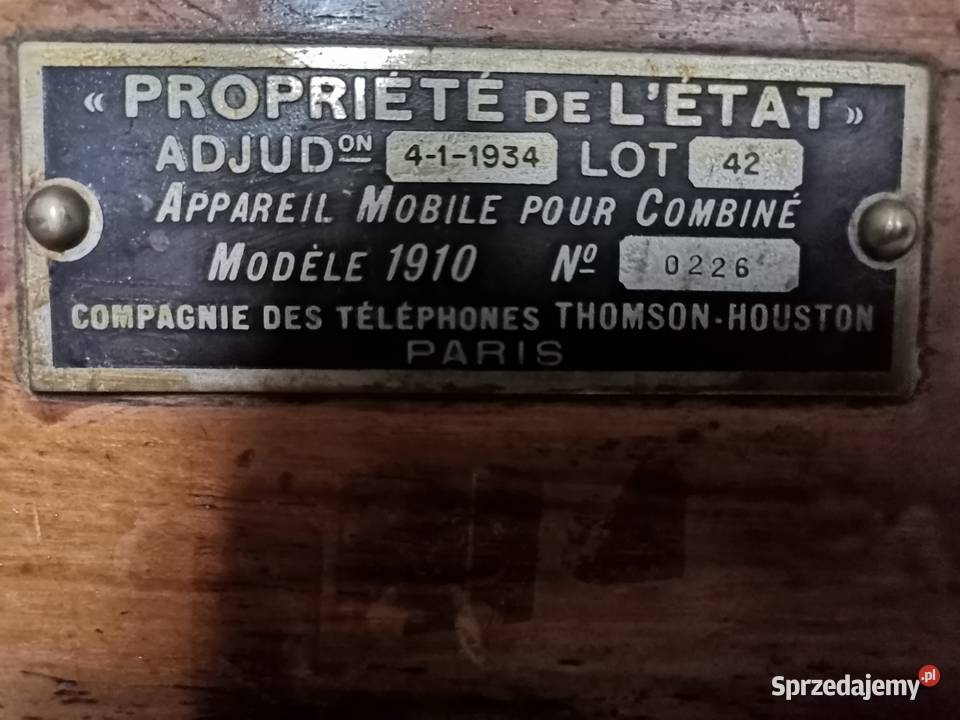 « PROPRIÉTÉ DE L'ÉTAT »
ADJUDON 4-1-1934 LOT 42
APPAREIL MOBILE POUR COMBINÉ
MODÈLE 1910 Nº 0226
COMPAGNIE DES TÉLÉPHONES THOMSON-HOUSTON
PARIS
Sprzedajemy.pl